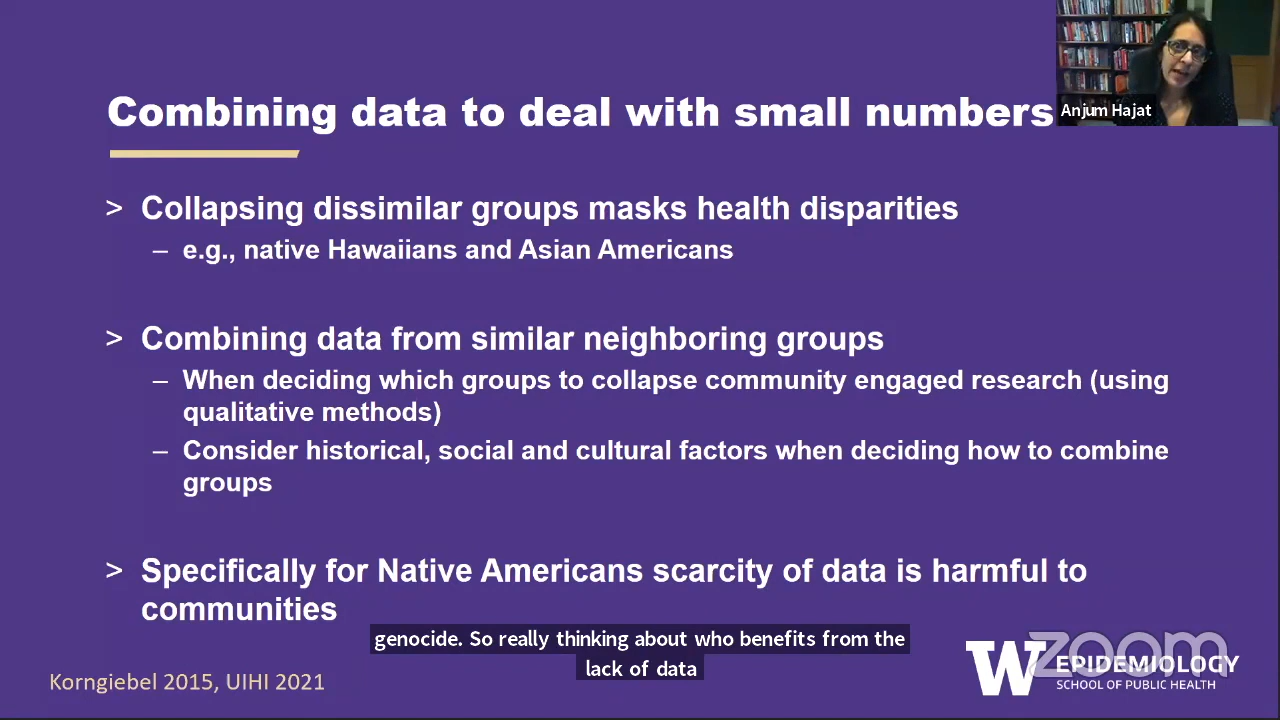 Combining data to deal with small numbers
Anjum Hajat
> Collapsing dissimilar groups masks health disparities
– e.g., native Hawaiians and Asian Americans
> Combining data from similar neighboring groups
– When deciding which groups to collapse community engaged research (using
qualitative methods)
– Consider historical, social and cultural factors when deciding how to combine
groups
> Specifically for Native Americans scarcity of data is harmful to
communities
genocide. So really thinking about who benefits from the
lack of data
Korngiebel 2015, UIHI 2021
W
zoom
EPIDEMIOLOGY
SCHOOL OF PUBLIC HEALTH